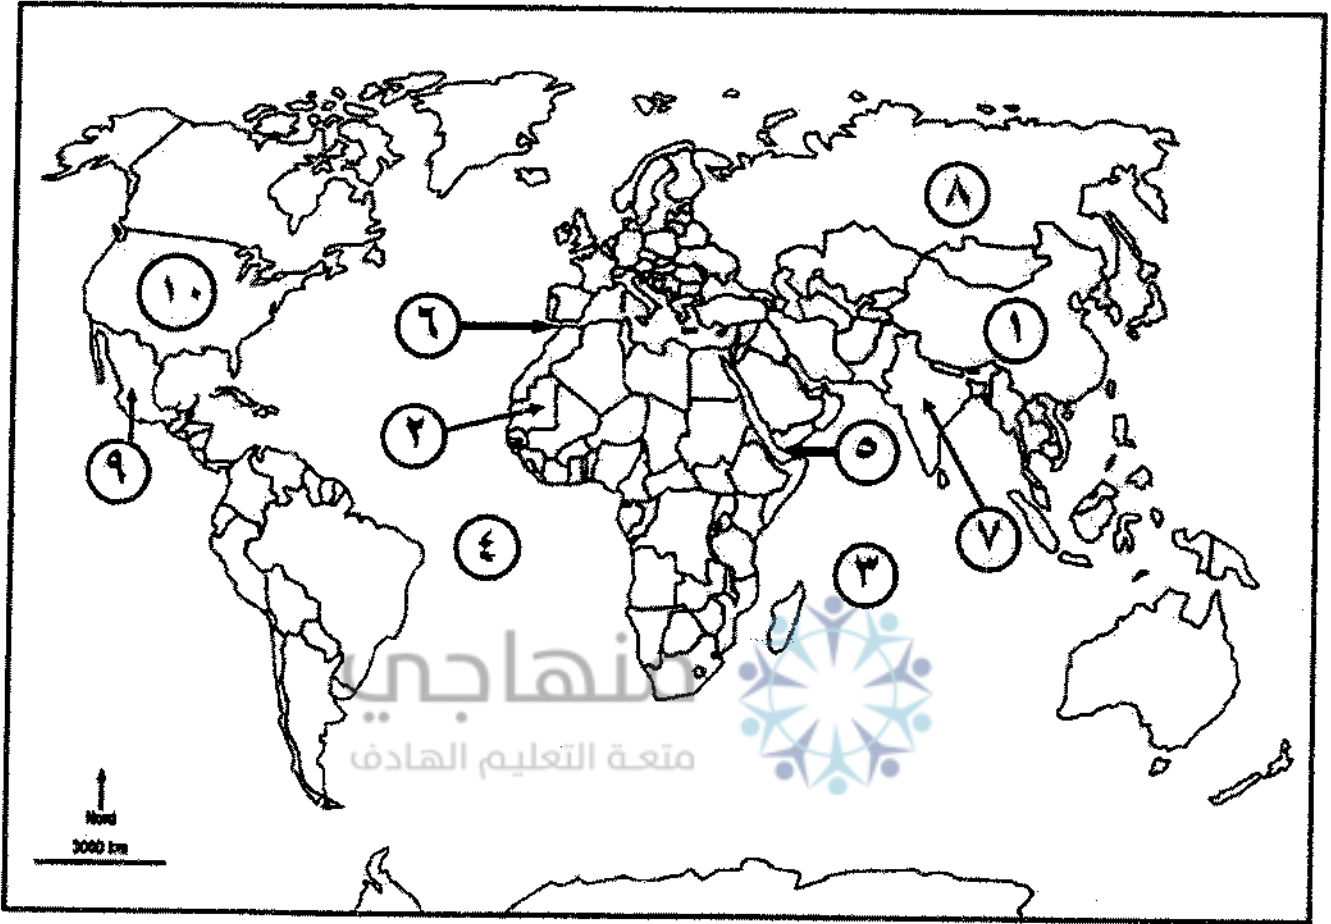 ٨
١٠
١
٦
٢
٥
٩
٤
٧
٣
منهاجي
متعة التعليم الهادف
Nord
3000 km